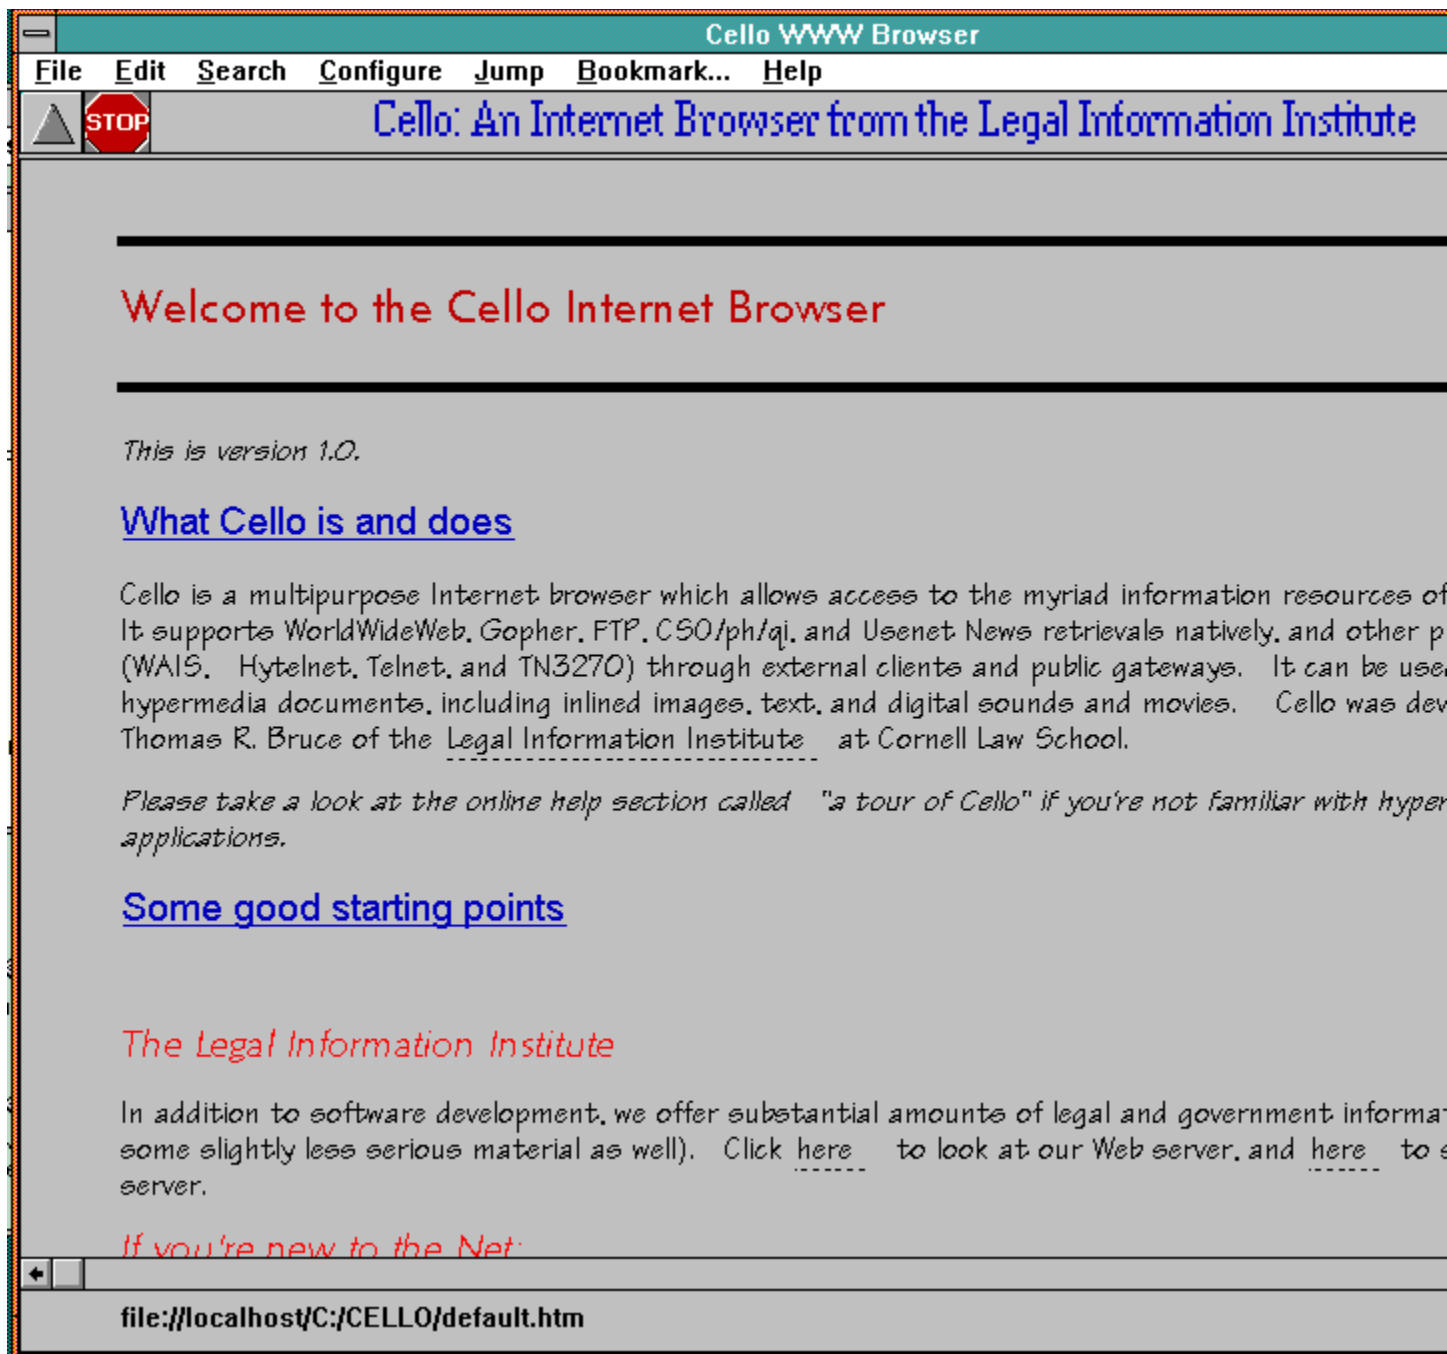 Cello WWW Browser
File Edit Search Configure Jump Bookmark... Help
STOP Cello: An Internet Browser from the Legal Information Institute
Welcome to the Cello Internet Browser
This is version 1.0.
What Cello is and does
Cello is a multipurpose Internet browser which allows access to the myriad information resources of
It supports WorldWideWeb, Gopher, FTP, CSO/ph/qi, and Usenet News retrievals natively, and other p
(WAIS, Hytelnet, Telnet, and TN3270) through external clients and public gateways. It can be use
hypermedia documents, including inlined images, text, and digital sounds and movies. Cello was dev
Thomas R. Bruce of the Legal Information Institute at Cornell Law School.
Please take a look at the online help section called "a tour of Cello" if you're not familiar with hyper
applications.
Some good starting points
The Legal Information Institute
In addition to software development, we offer substantial amounts of legal and government informat
some slightly less serious material as well). Click here to look at our Web server, and here to s
server.
If you're new to the Net:
file://localhost/C:/CELLO/default.htm